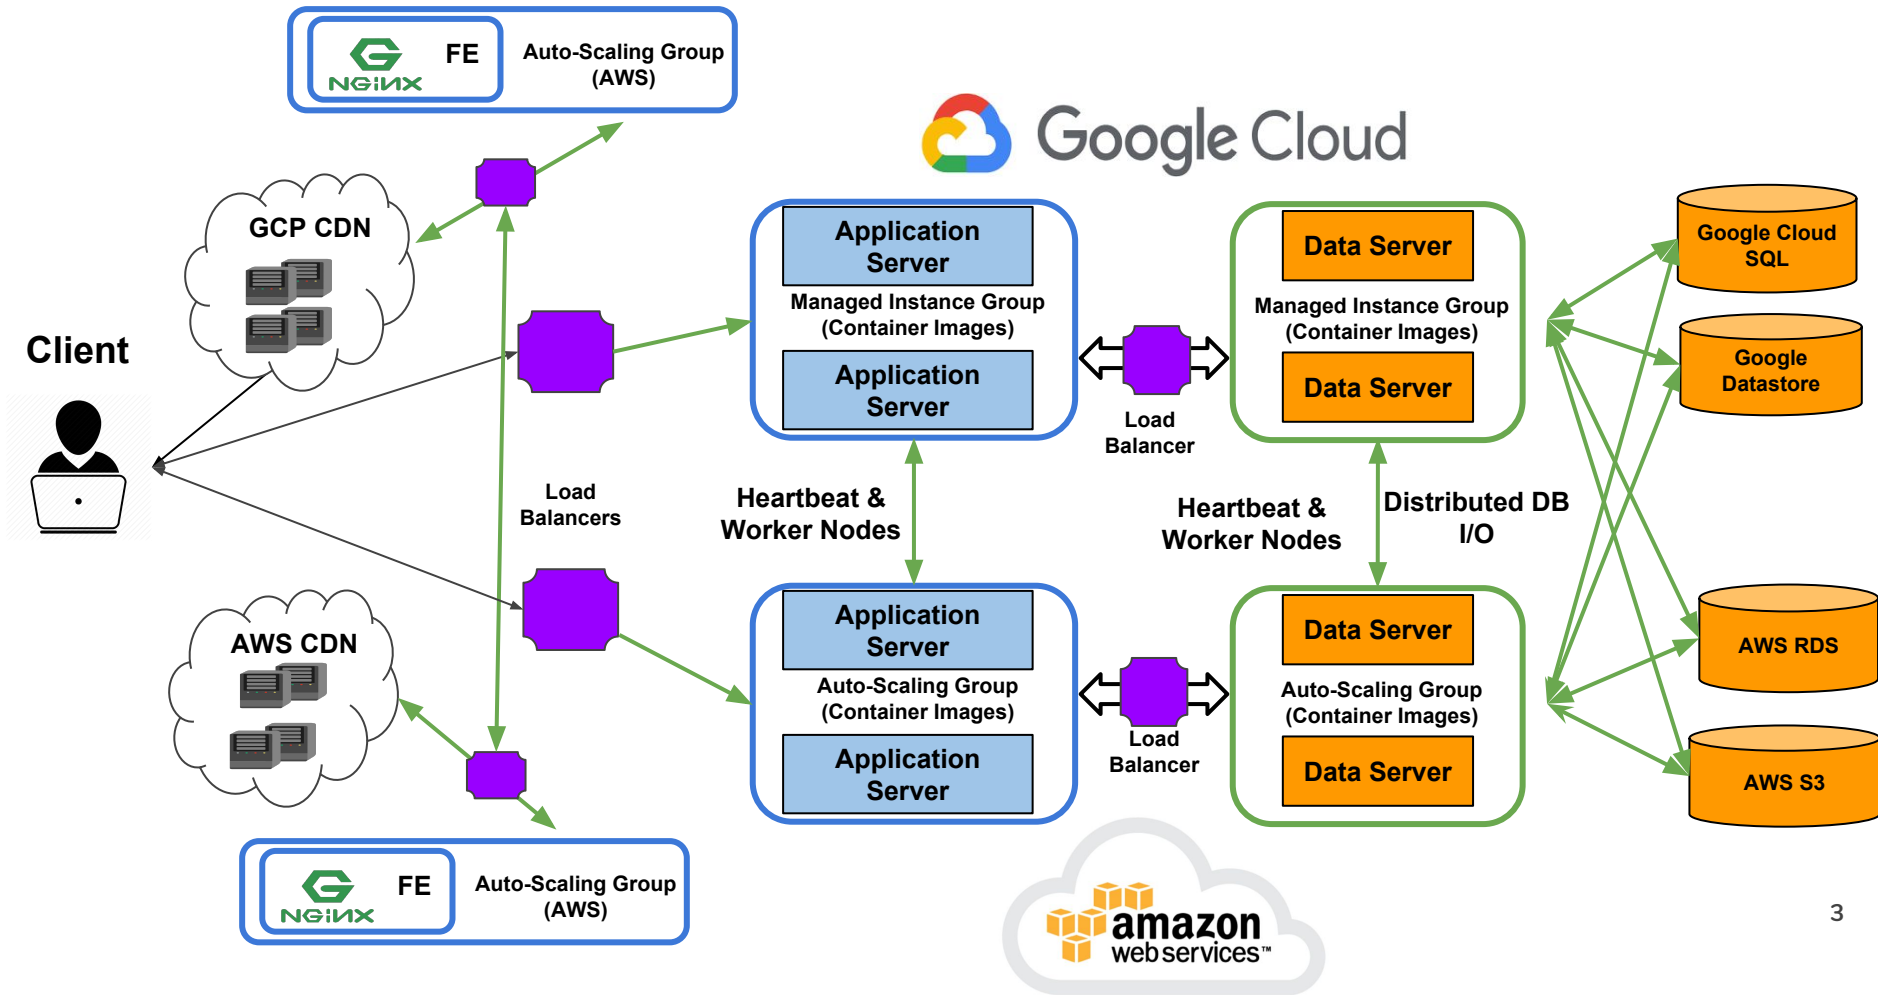 NGiNX
FE
Auto-Scaling Group
(AWS)
Google Cloud
GCP CDN
Client
Load
Balancers
AWS CDN
NGiNX
FE
Auto-Scaling Group
(AWS)
Application
Server
Managed Instance Group
(Container Images)
Application
Server
Heartbeat &
Worker Nodes
Application
Server
Auto-Scaling Group
(Container Images)
Application
Server
Load
Balancer
Load
Balancer
Data Server
Managed Instance Group
(Container Images)
Data Server
Heartbeat &
Worker Nodes
Distributed DB
I/O
Data Server
Auto-Scaling Group
(Container Images)
Data Server
Google Cloud
SQL
Google
Datastore
AWS RDS
AWS S3
amazon
web services™
3